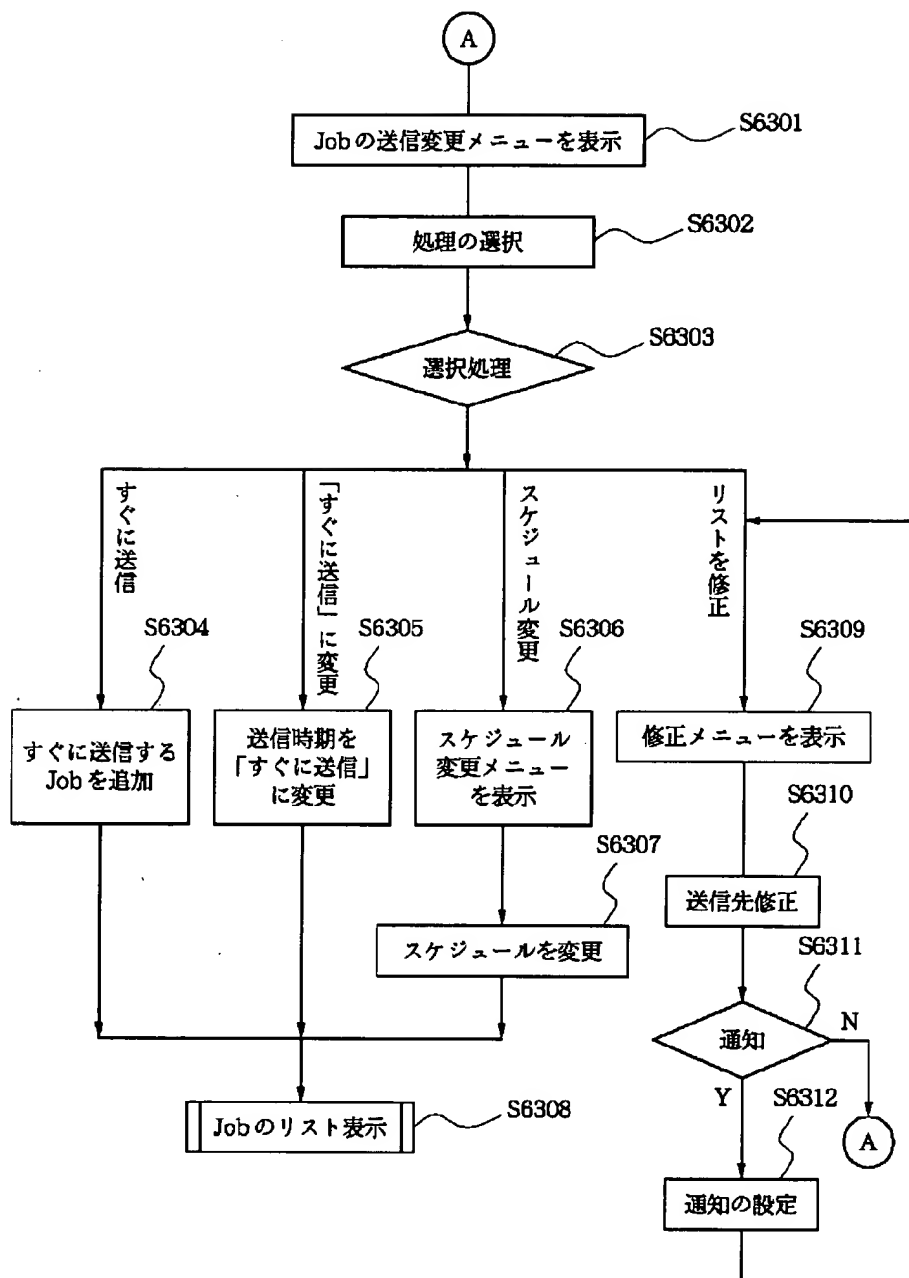 A
Jobの送信変更メニューを表示
S6301
処理の選択
S6302
選択処理
S6303
すぐに送信
「すぐに送信」に変更
スケジュール変更
リストを修正
S6304
すぐに送信する
Jobを追加
S6305
送信時期を
「すぐに送信」
に変更
S6306
スケジュール
変更メニュー
を表示
S6307
スケジュールを変更
S6308
Jobのリスト表示
S6309
修正メニューを表示
S6310
送信先修正
S6311
通知
N
A
Y
S6312
通知の設定